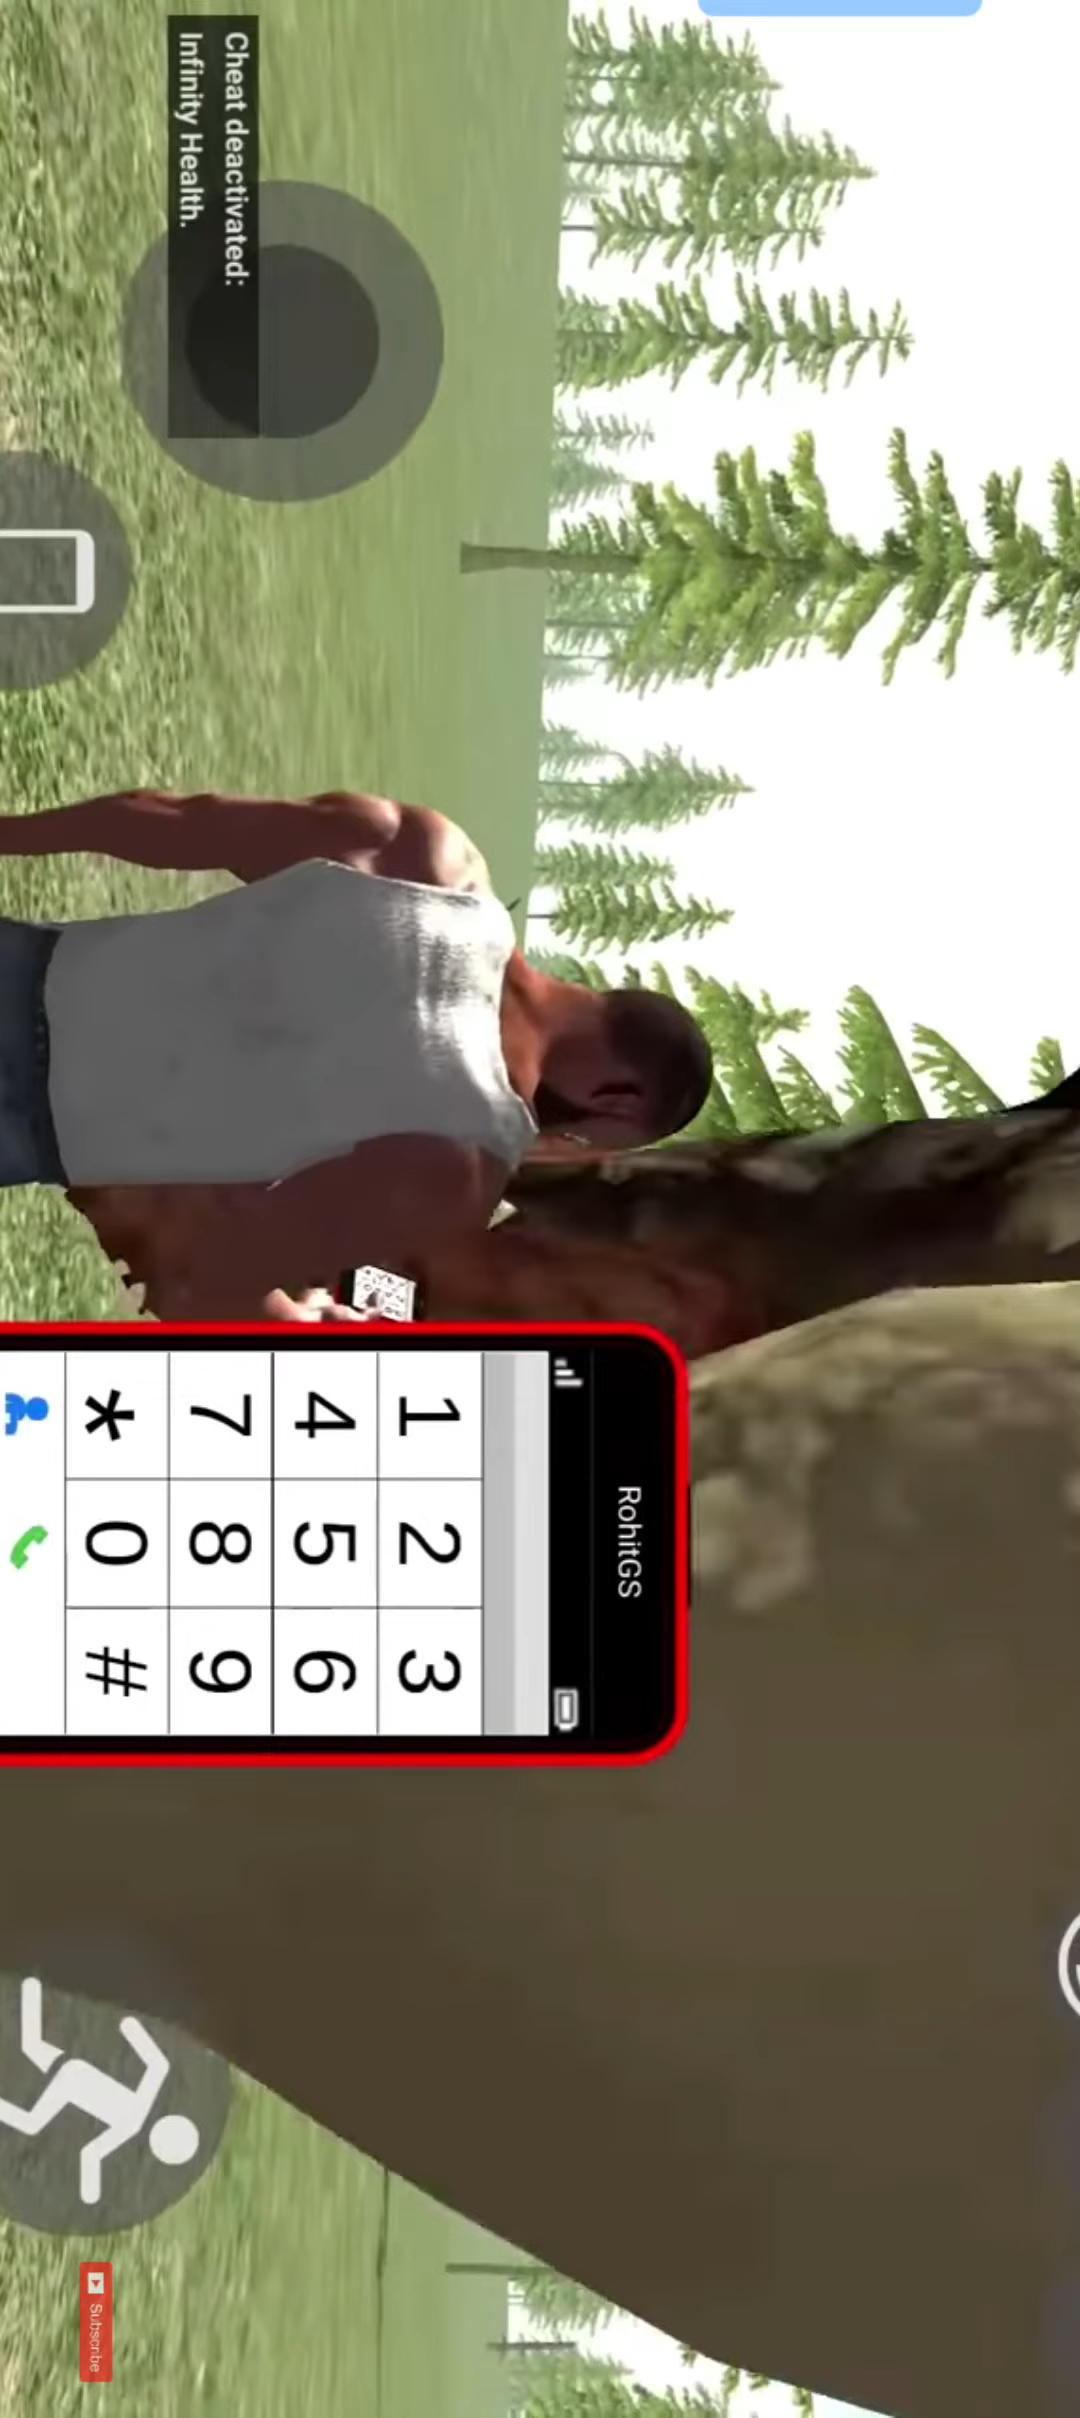 Cheat deactivated:
Infinity Health.
RohitGS
1 2 3
4 5 6
7 8 9
* 0 #
Subscribe